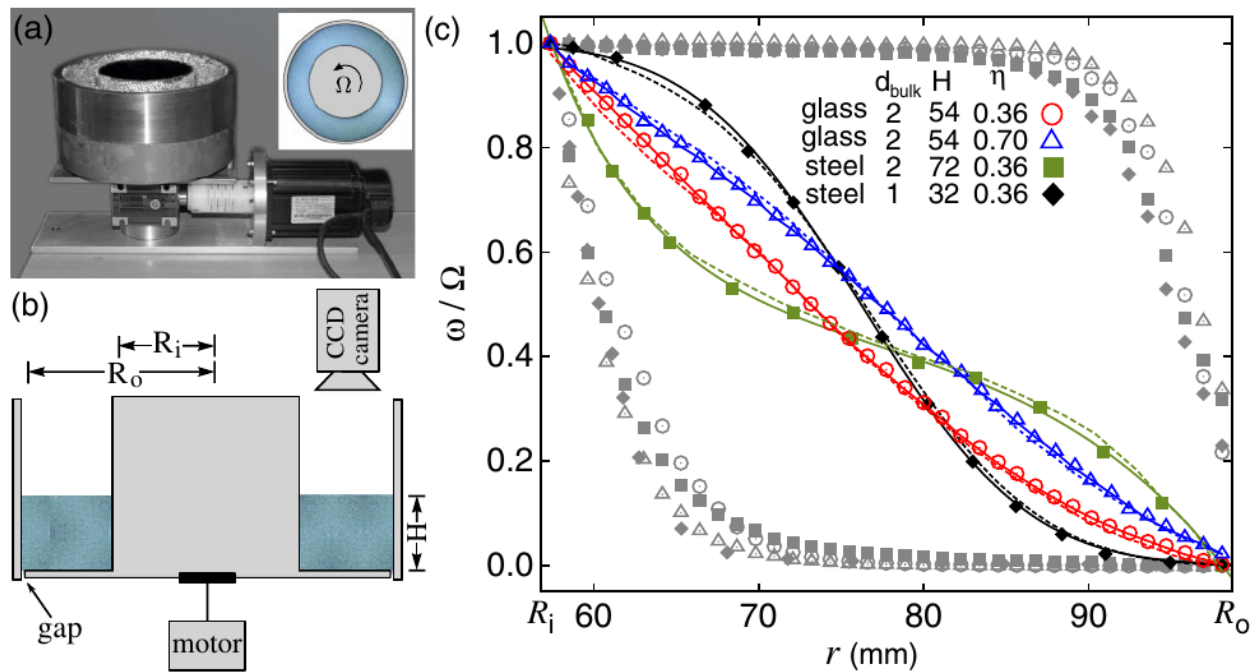 (a)
Ω
(b)
CCD
camera
R_i
R_o
H
gap
motor
(c)
d_bulk H η
glass 2 54 0.36
glass 2 54 0.70
steel 2 72 0.36
steel 1 32 0.36
ω / Ω
1.0
0.8
0.6
0.4
0.2
0.0
R_i 60 70 80 90 R_o
r (mm)